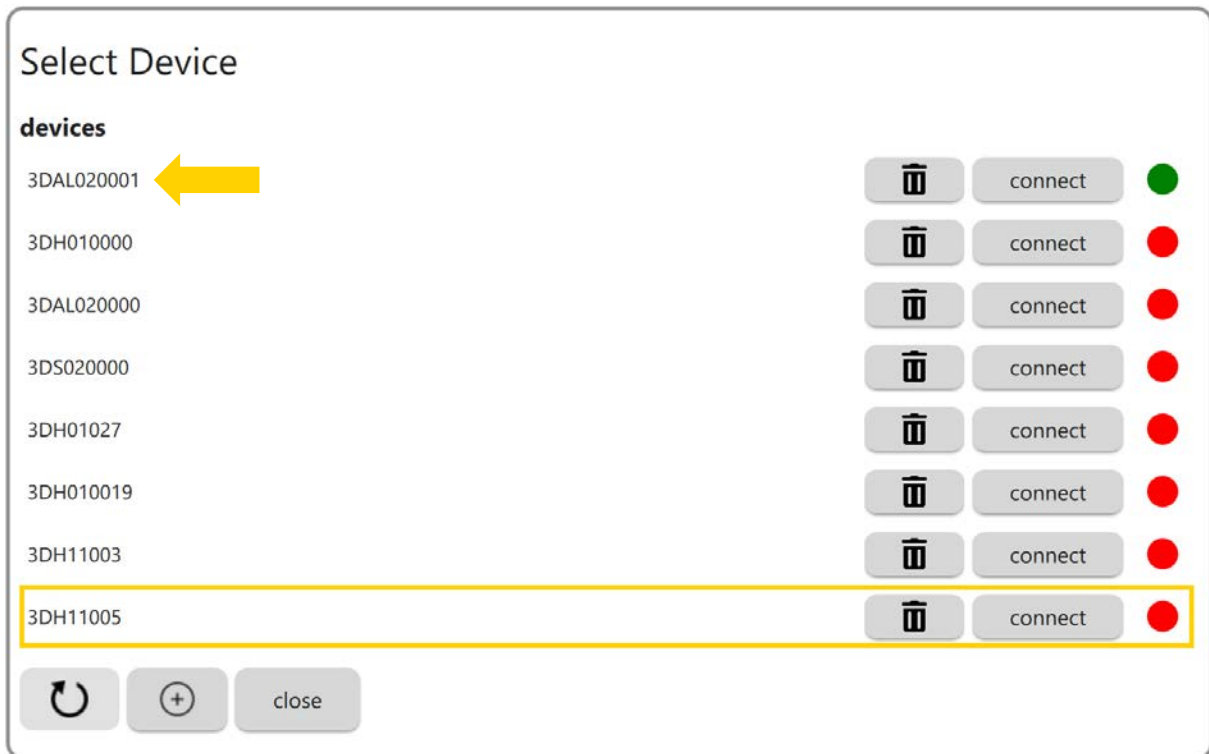 Select Device
devices
3DAL020001 connect
3DH010000 connect
3DAL020000 connect
3DS020000 connect
3DH01027 connect
3DH010019 connect
3DH11003 connect
3DH11005 connect
close